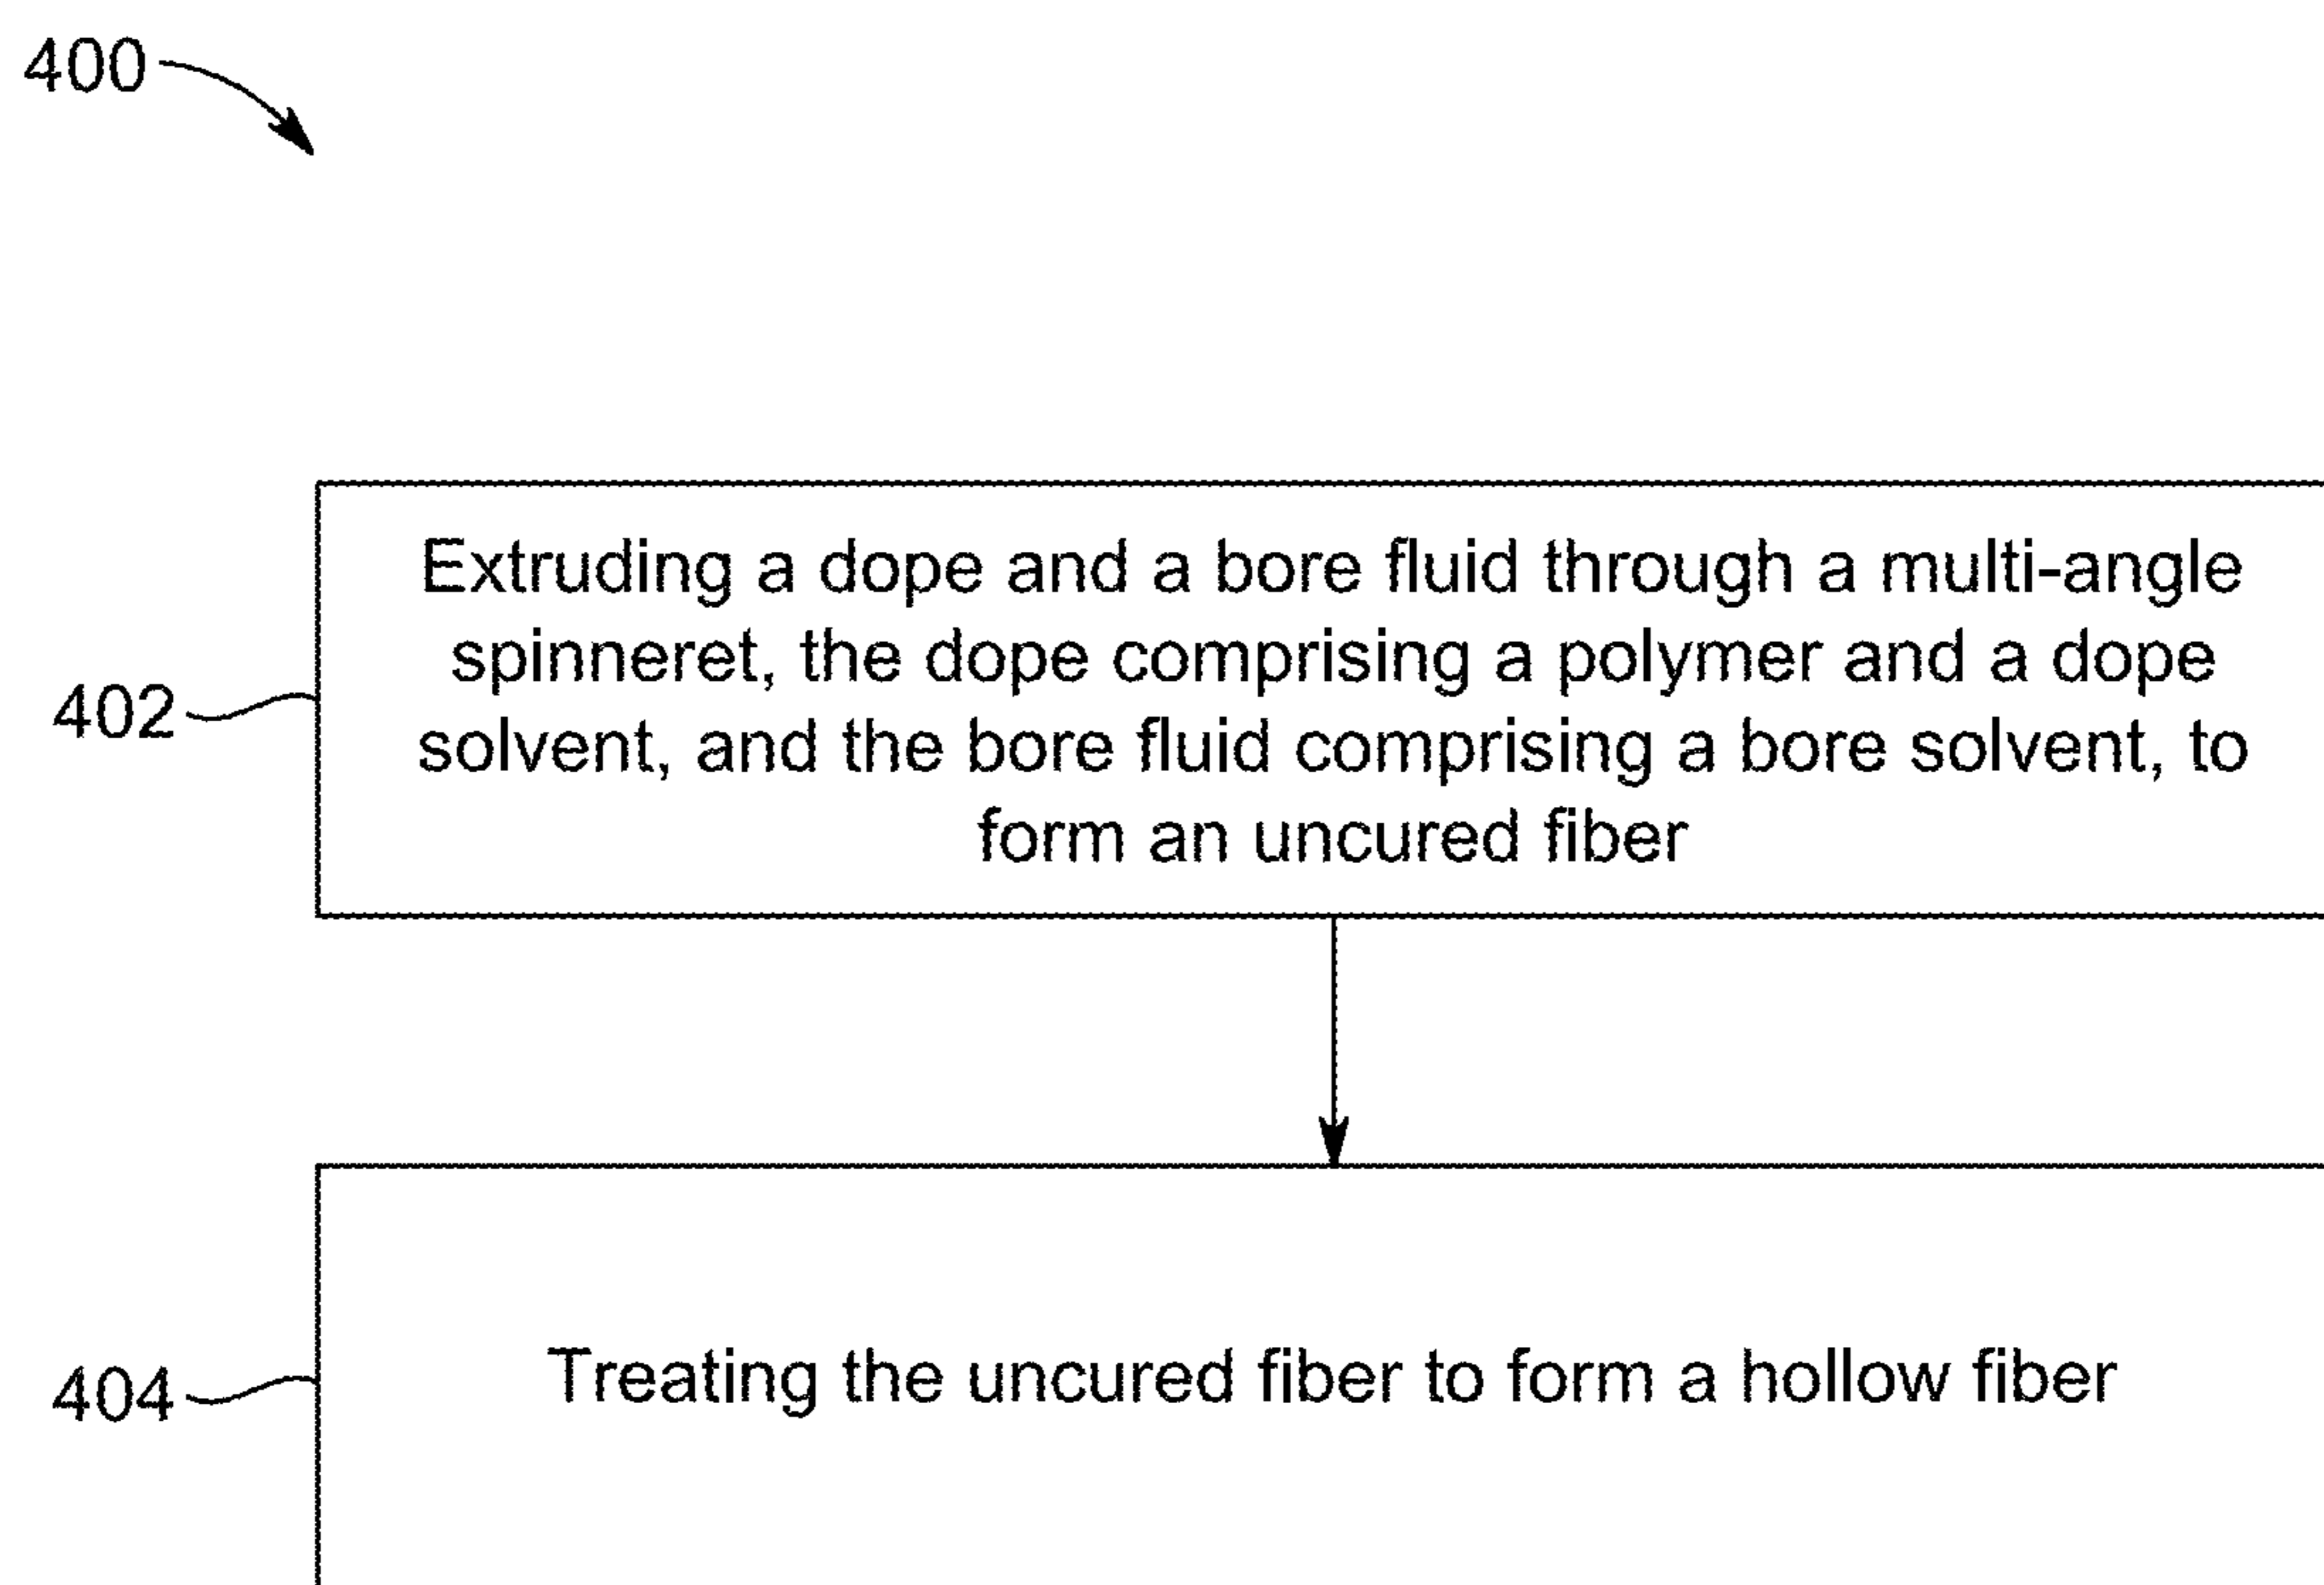 400
Extruding a dope and a bore fluid through a multi-angle
spinneret, the dope comprising a polymer and a dope
solvent, and the bore fluid comprising a bore solvent, to
form an uncured fiber
402
Treating the uncured fiber to form a hollow fiber
404